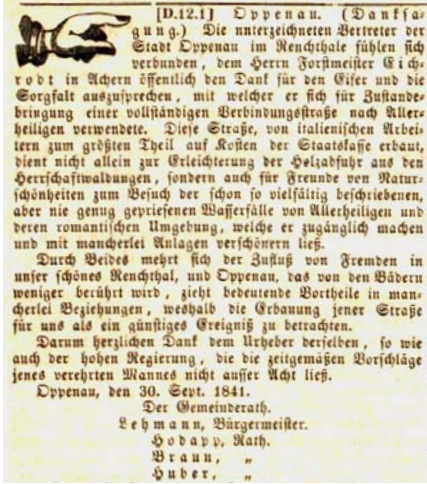 [D.12.1] Oppenau. (Danksa-
gung.) Die unterzeichneten Vertreter der
Stadt Oppenau im Renchthale fühlen sich
verbunden, dem Herrn Forstmeister Eich-
rodt in Achern öffentlich den Dank für den Eifer und die
Sorgfalt auszusprechen, mit welcher er sich für Zustande-
bringung einer vollständigen Verbindungsstraße nach Aller-
heiligen verwendete. Diese Straße, von italienischen Arbei-
tern zum größten Theil auf Kosten der Staatskasse erbaut,
dient nicht allein zur Erleichterung der Holzabfuhr aus den
Herrschaftwaldungen, sondern auch für Freunde von Natur-
schönheiten zum Besuch der schon so vielfältig beschriebenen,
aber nie genug gepriesenen Wasserfälle von Allerheiligen und
deren romantischen Umgebung, welche er zugänglich machen
und mit mancherlei Anlagen verschönern ließ.
Durch Beides mehrt sich der Zufluß von Fremden in
unser schönes Renchthal, und Oppenau, das von den Bädern
weniger berührt wird, zieht bedeutende Vortheile in man-
cherlei Beziehungen, weshalb die Erbauung jener Straße
für uns als ein günstiges Ereigniß zu betrachten.
Darum herzlichen Dank dem Urheber derselben, so wie
auch der hohen Regierung, die die zeitgemäßen Vorschläge
jenes verehrten Mannes nicht ausser Acht ließ.
Oppenau, den 30. Sept. 1841.
Der Gemeinderath.
Lehmann, Bürgermeister.
Hodapp, Rath.
Braun, „
Huber, „